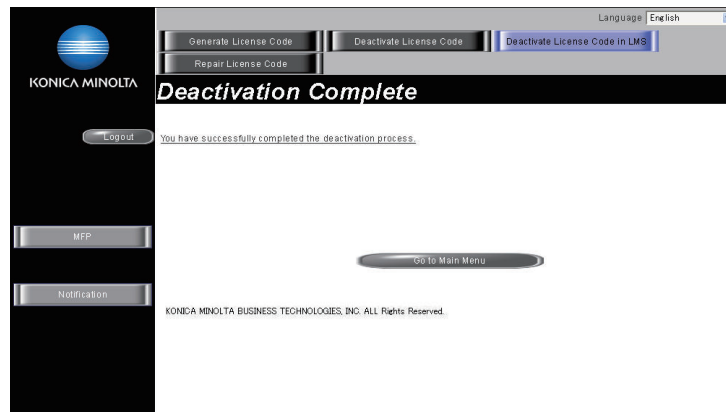 Language English
Generate License Code Deactivate License Code Deactivate License Code in LMS
Repair License Code
KONICA MINOLTA
Deactivation Complete
Logout
You have successfully completed the deactivation process.
MFP
Go to Main Menu
Notification
KONICA MINOLTA BUSINESS TECHNOLOGIES, INC. ALL Rights Reserved.